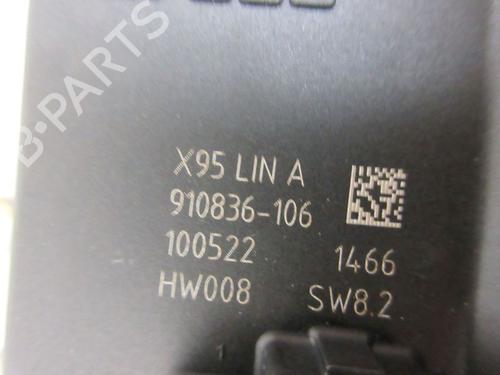 B-PARTS
X95 LIN A
910836-106
100522 1466
HW008 SW8.2